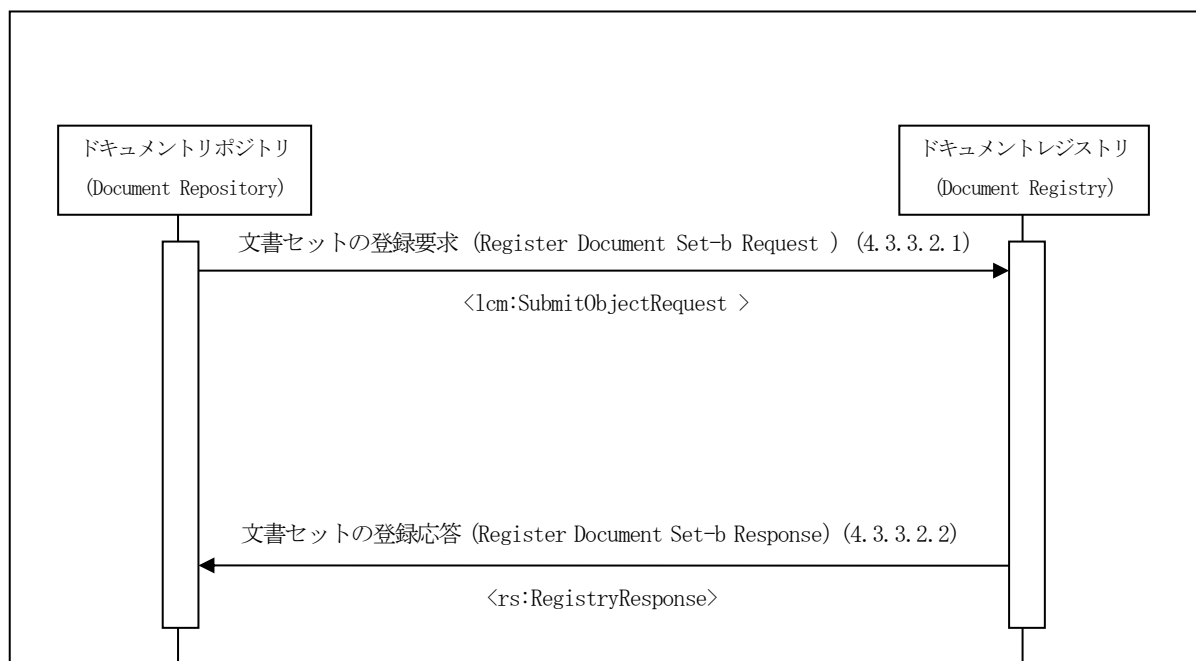 ドキュメントリポジトリ
(Document Repository)
ドキュメントレジストリ
(Document Registry)
文書セットの登録要求 (Register Document Set-b Request ) (4.3.3.2.1)
<lcm:SubmitObjectRequest >
文書セットの登録応答 (Register Document Set-b Response) (4.3.3.2.2)
<rs:RegistryResponse>